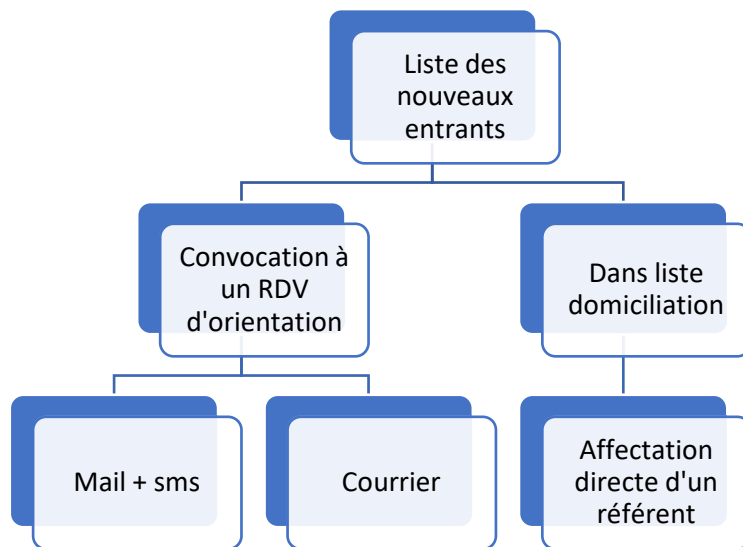 Liste des
nouveaux
entrants
Convocation à
un RDV
d'orientation
Dans liste
domiciliation
Mail + sms
Courrier
Affectation
directe d'un
référent